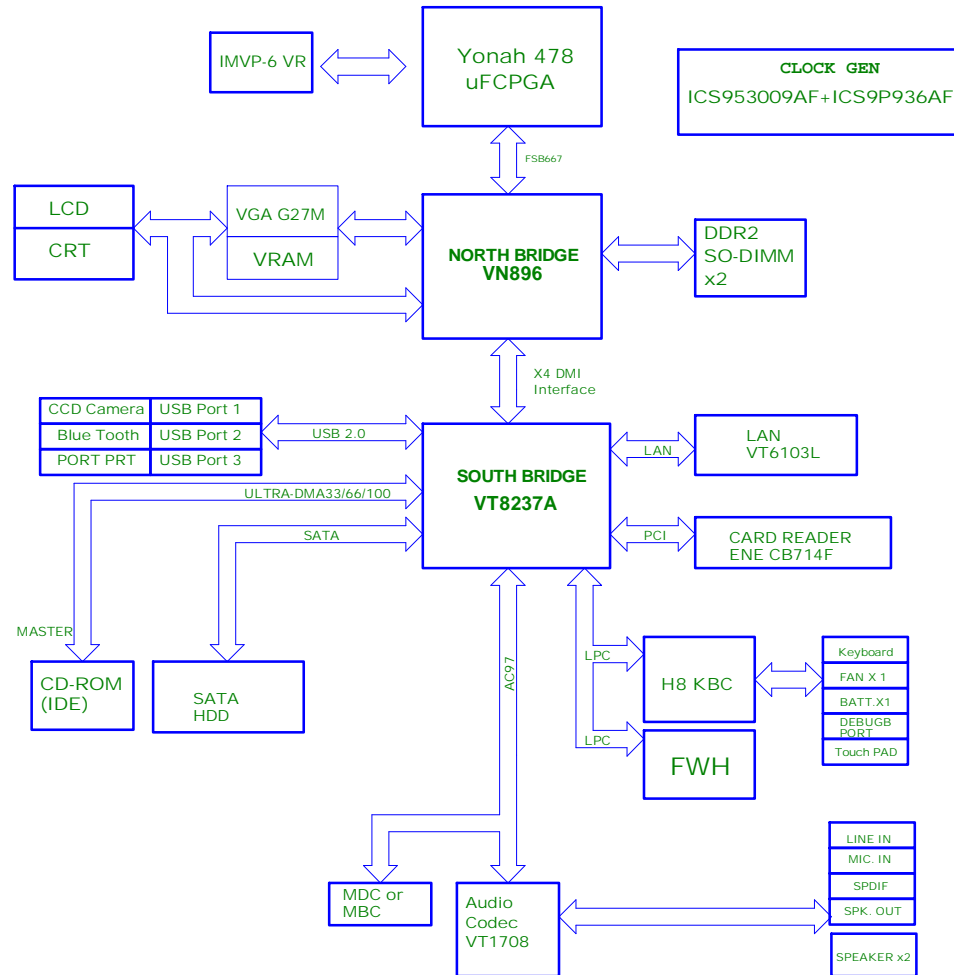 IMVP-6 VR
Yonah 478
uFCPGA
CLOCK GEN
ICS953009AF+ICS9P936AF
FSB667
LCD
CRT
VGA G27M
VRAM
NORTH BRIDGE
VN896
DDR2
SO-DIMM
x2
X4 DMI
Interface
CCD Camera
USB Port 1
Blue Tooth
USB Port 2
PORT PRT
USB Port 3
USB 2.0
SOUTH BRIDGE
VT8237A
LAN
LAN
VT6103L
ULTRA-DMA33/66/100
SATA
PCI
CARD READER
ENE CB714F
MASTER
CD-ROM
(IDE)
SATA
HDD
AC97
LPC
H8 KBC
Keyboard
FAN X 1
BATT.X1
DEBUGB
PORT
Touch PAD
LPC
FWH
MDC or
MBC
Audio
Codec
VT1708
LINE IN
MIC. IN
SPDIF
SPK. OUT
SPEAKER x2